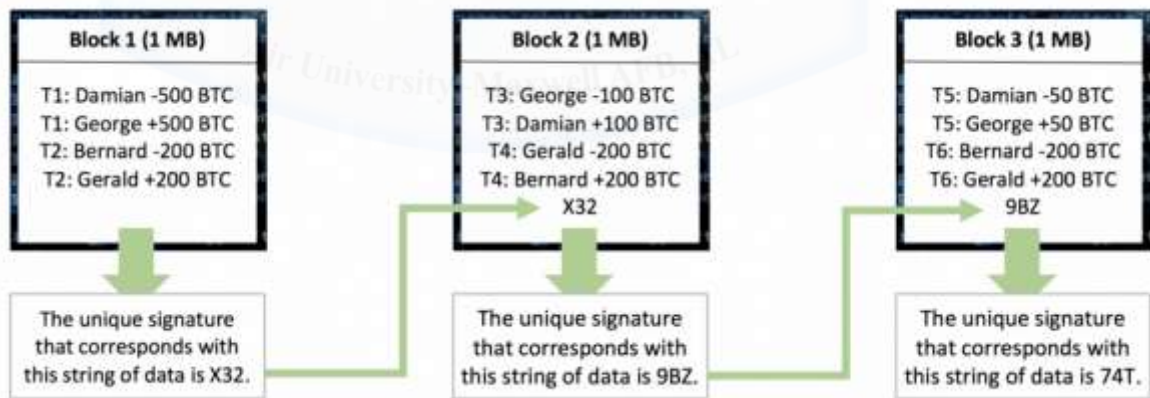 Block 1 (1 MB)
T1: Damian -500 BTC
T1: George +500 BTC
T2: Bernard -200 BTC
T2: Gerald +200 BTC
The unique signature
that corresponds with
this string of data is X32.
Block 2 (1 MB)
T3: George -100 BTC
T3: Damian +100 BTC
T4: Gerald -200 BTC
T4: Bernard +200 BTC
X32
The unique signature
that corresponds with
this string of data is 9BZ.
Block 3 (1 MB)
T5: Damian -50 BTC
T5: George +50 BTC
T6: Bernard -200 BTC
T6: Gerald +200 BTC
9BZ
The unique signature
that corresponds with
this string of data is 74T.
Air University, Maxwell AFB, AL